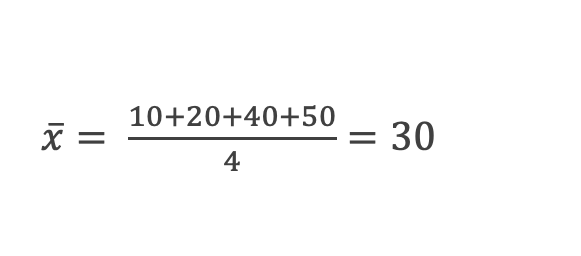 x̄ = (10+20+40+50)/4 = 30